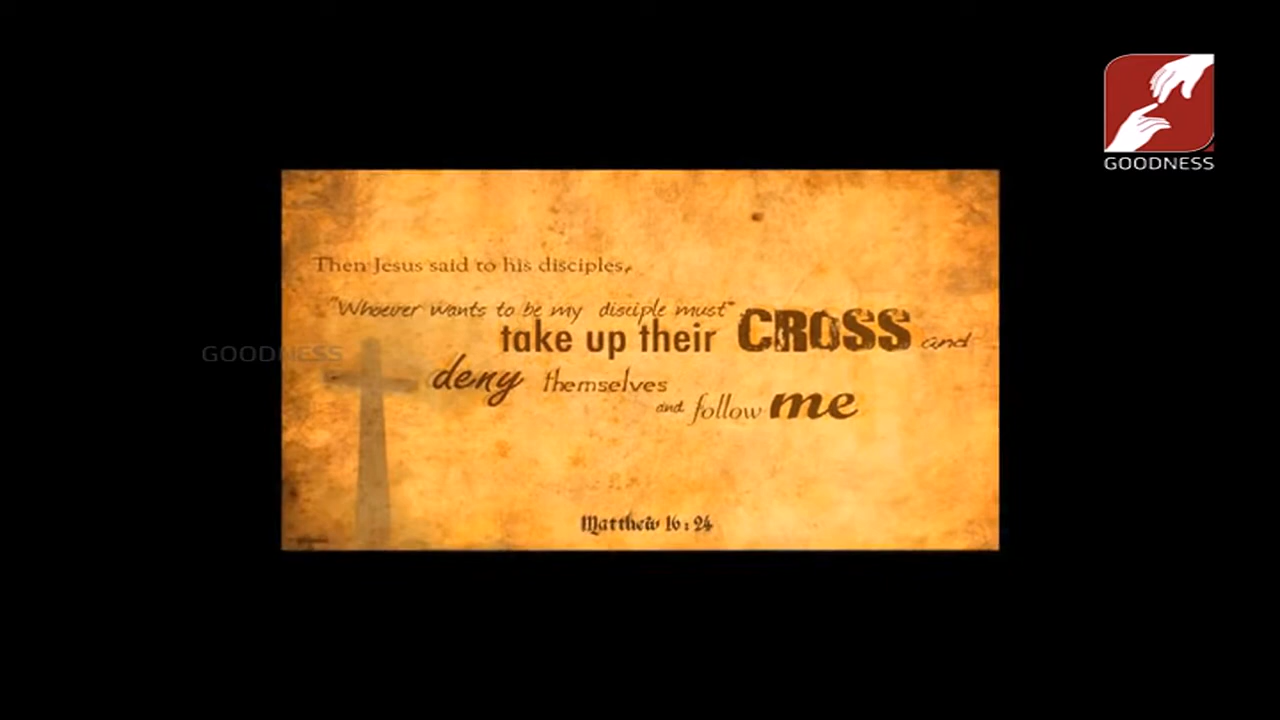 GOODNESS
Then Jesus said to his disciples,
"Whoever wants to be my disciple must"
take up their CROSS and
GOODNESS
deny themselves
and follow me
Matthew 16:24